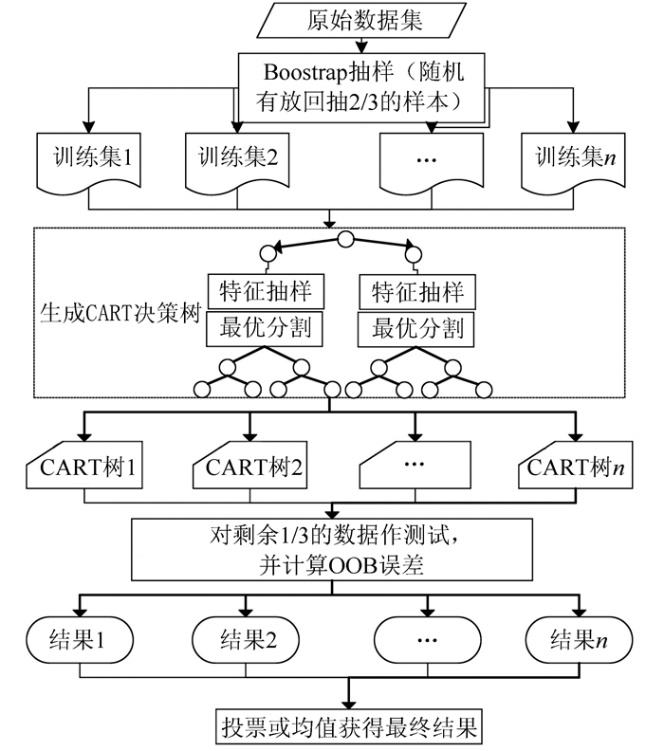 原始数据集
Boostrap抽样（随机
有放回抽2/3的样本）
训练集1
训练集2
···
训练集n
生成CART决策树
特征抽样
特征抽样
最优分割
最优分割
CART树1
CART树2
···
CART树n
对剩余1/3的数据作测试，
并计算OOB误差
结果1
结果2
···
结果n
投票或均值获得最终结果